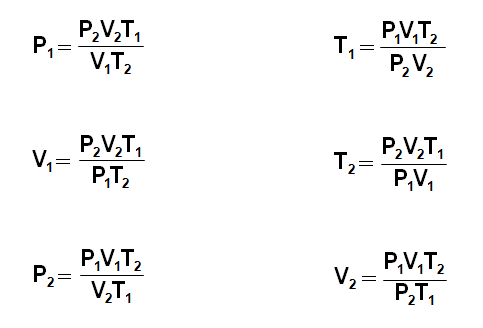 P₁ = P₂V₂T₁ / V₁T₂
T₁ = P₁V₁T₂ / P₂V₂
V₁ = P₂V₂T₁ / P₁T₂
T₂ = P₂V₂T₁ / P₁V₁
P₂ = P₁V₁T₂ / V₂T₁
V₂ = P₁V₁T₂ / P₂T₁